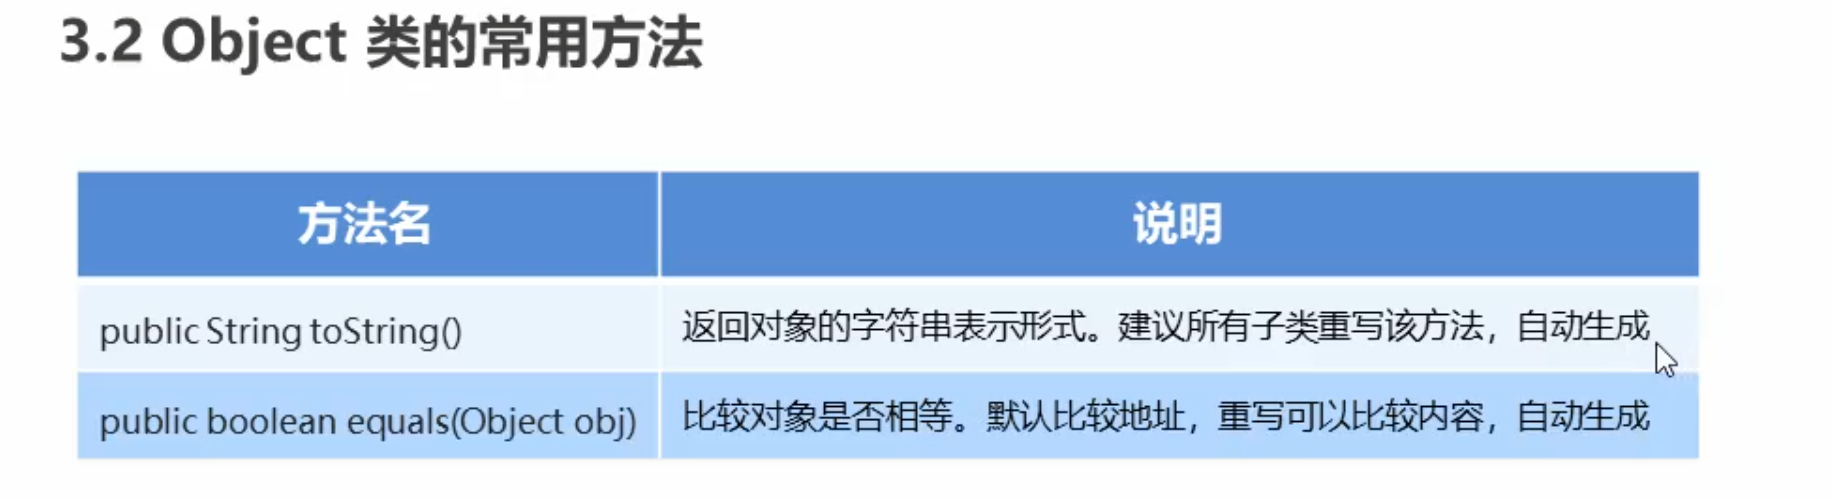 3.2 Object 类的常用方法
方法名 说明
public String toString() 返回对象的字符串表示形式。建议所有子类重写该方法，自动生成
public boolean equals(Object obj) 比较对象是否相等。默认比较地址，重写可以比较内容，自动生成